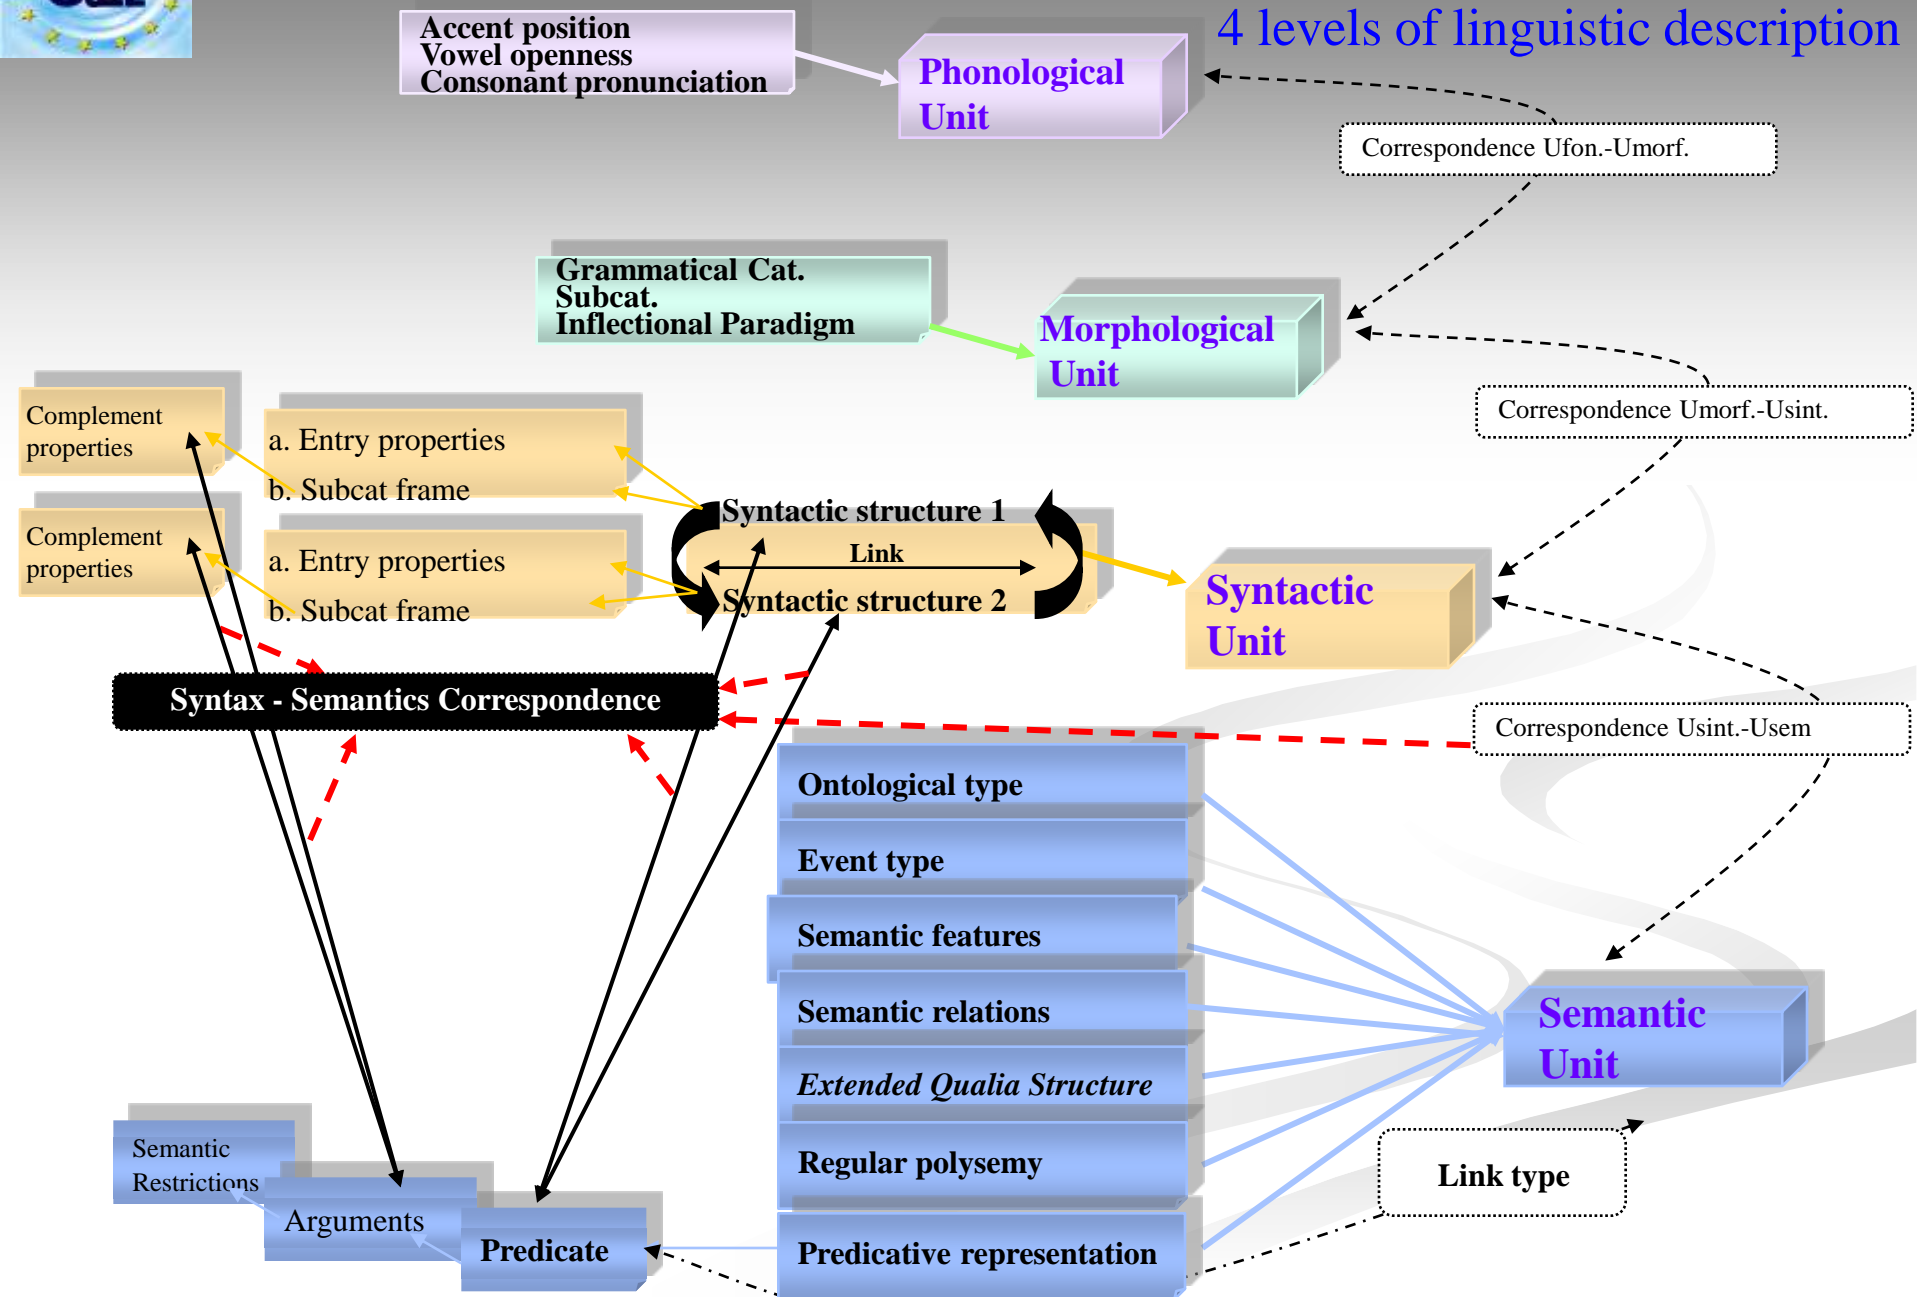 4 levels of linguistic description
Accent position
Vowel openness
Consonant pronunciation
Phonological
Unit
Correspondence Ufon.-Umorf.
Grammatical Cat.
Subcat.
Inflectional Paradigm
Morphological
Unit
Correspondence Umorf.-Usint.
Complement
properties
a. Entry properties
b. Subcat frame
Complement
properties
a. Entry properties
b. Subcat frame
Syntactic structure 1
Link
Syntactic structure 2
Syntactic
Unit
Syntax - Semantics Correspondence
Correspondence Usint.-Usem
Ontological type
Event type
Semantic features
Semantic relations
Extended Qualia Structure
Regular polysemy
Predicative representation
Semantic
Unit
Link type
Semantic
Restrictions
Arguments
Predicate